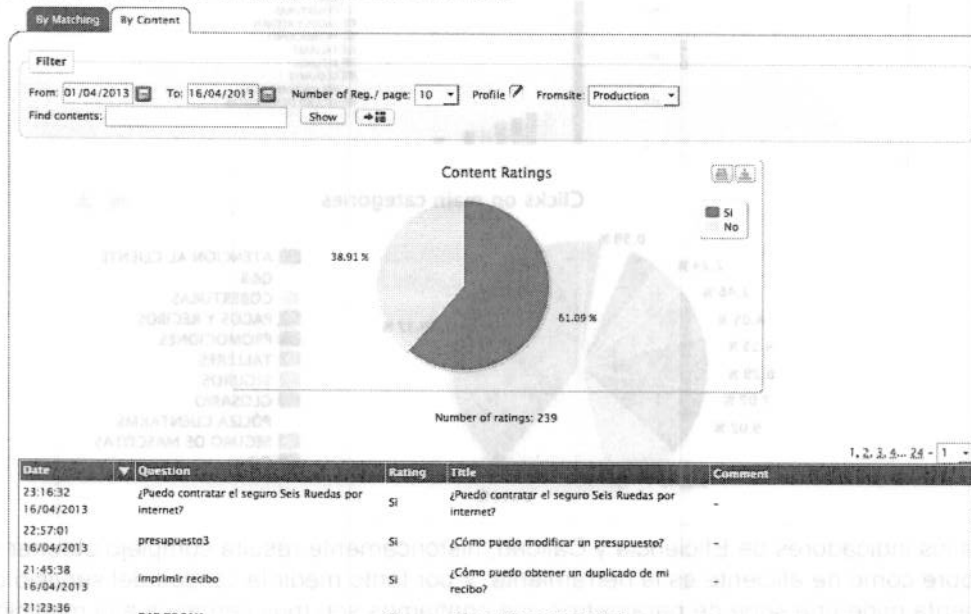 By Matching By Content
Filter
From: 01/04/2013 To: 16/04/2013 Number of Reg./ page: 10 Profile Fromsite: Production
Find contents: Show
Content Ratings
Si
No
38.91 %
61.09 %
Number of ratings: 239
1, 2, 3, 4... 24 - 1
Date Question Rating Title Comment
23:16:32
16/04/2013
¿Puedo contratar el seguro Seis Ruedas por
internet?
Si
¿Puedo contratar el seguro Seis Ruedas por
internet?
-
22:57:01
16/04/2013
presupuesto3
Si
¿Cómo puedo modificar un presupuesto?
-
21:45:38
16/04/2013
imprimir recibo
Si
¿Cómo puedo obtener un duplicado de mi
recibo?
-
21:23:36